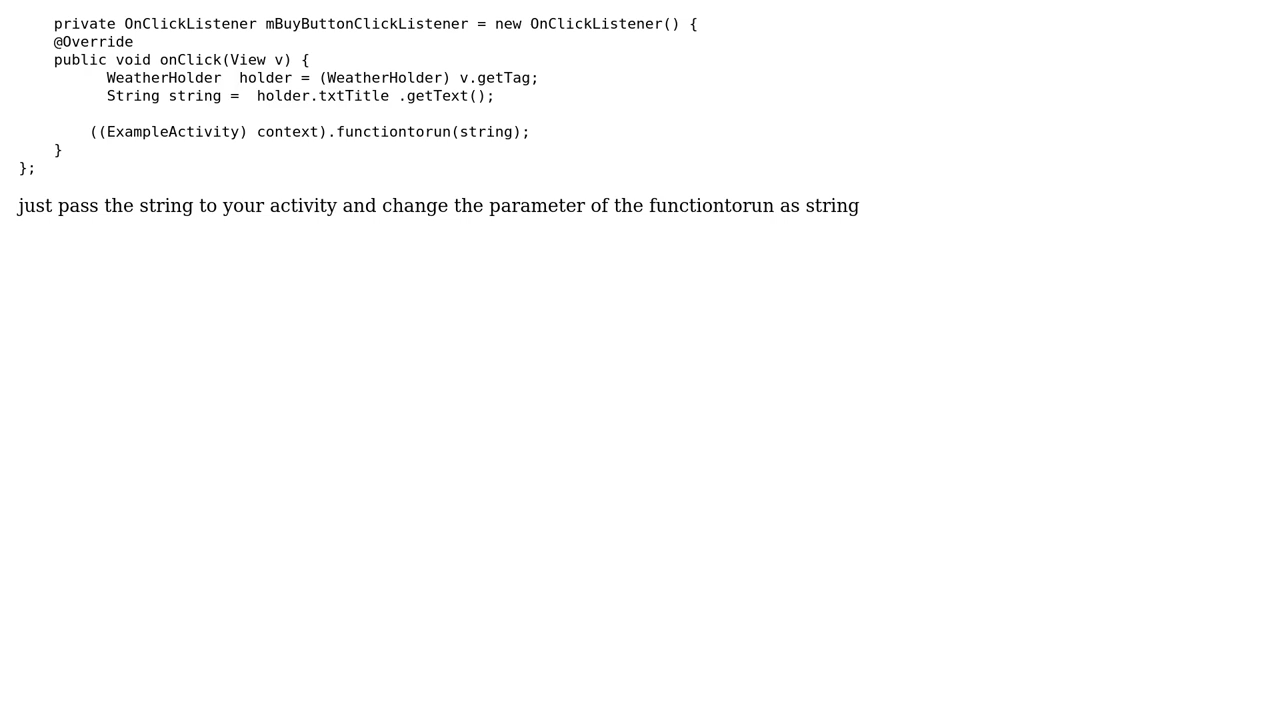 private OnClickListener mBuyButtonClickListener = new OnClickListener() {
    @Override
    public void onClick(View v) {
          WeatherHolder  holder = (WeatherHolder) v.getTag;
          String string =  holder.txtTitle .getText();

        ((ExampleActivity) context).functiontorun(string);
    }
};
just pass the string to your activity and change the parameter of the functiontorun as string